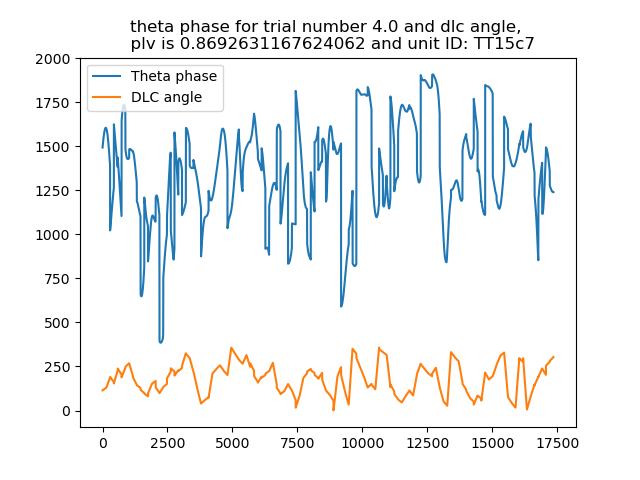 theta phase for trial number 4.0 and dlc angle,
plv is 0.8692631167624062 and unit ID: TT15c7
Theta phase
DLC angle
2000
1750
1500
1250
1000
750
500
250
0
0 2500 5000 7500 10000 12500 15000 17500